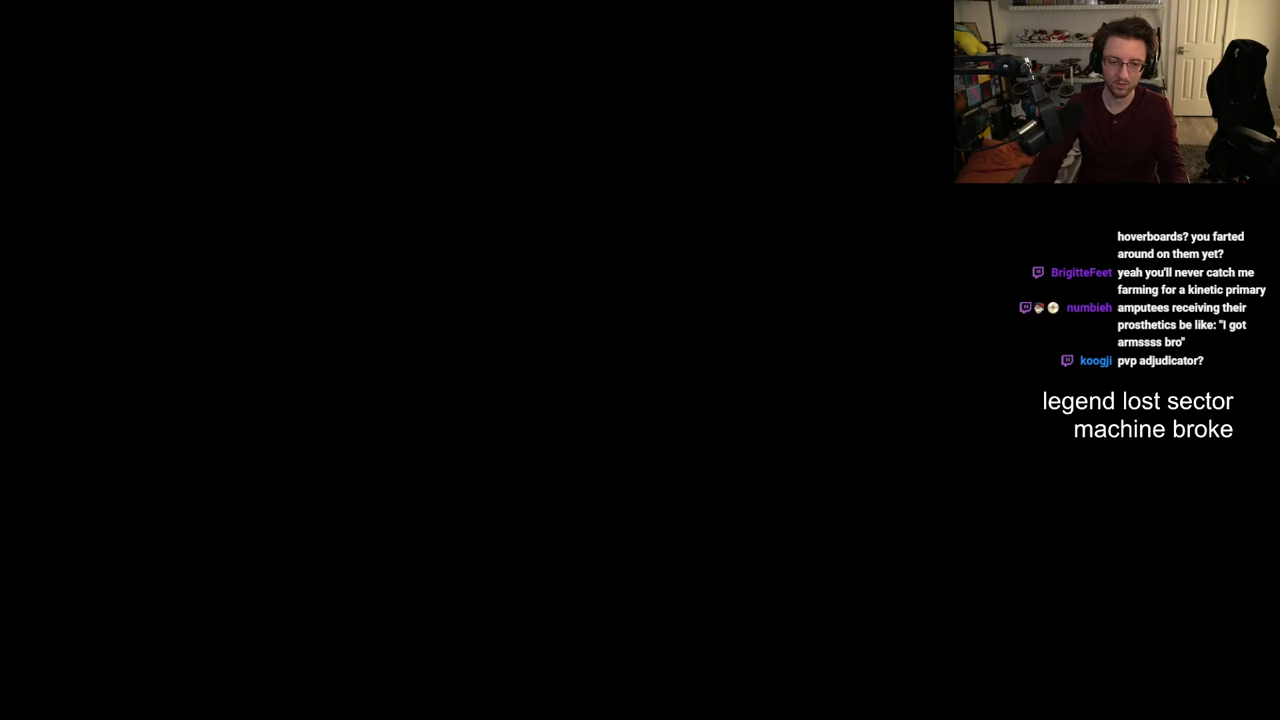 hoverboards? you farted
around on them yet?
BrigitteFeet yeah you'll never catch me
farming for a kinetic primary
numbieh amputees receiving their
prosthetics be like: "I got
armssss bro"
koogji pvp adjudicator?
legend lost sector
machine broke